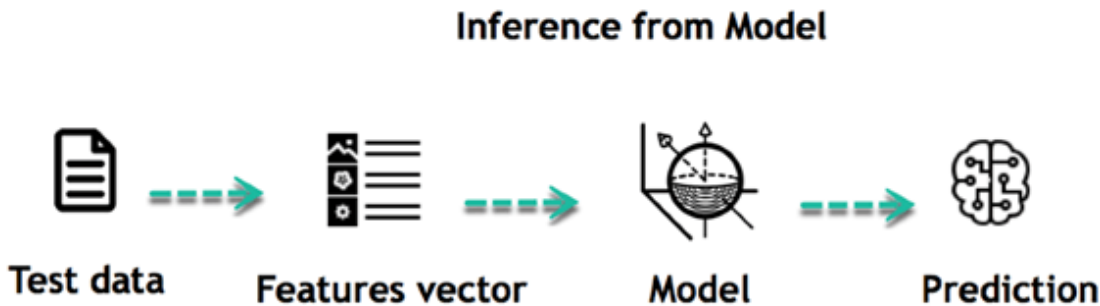 Inference from Model
Test data
Features vector
Model
Prediction